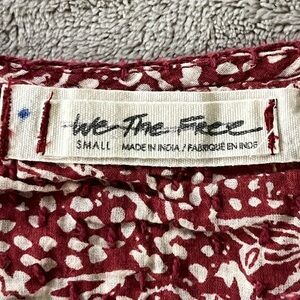 We The Free
SMALL MADE IN INDIA / FABRIQUÉ EN INDE